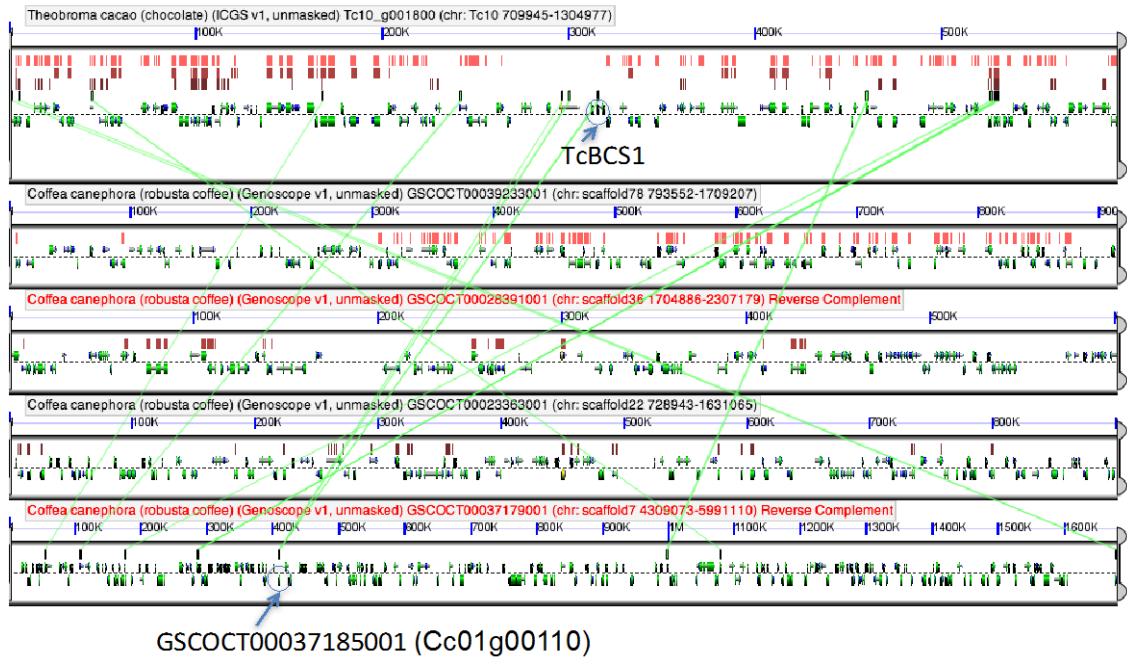 Theobroma cacao (chocolate) (ICGS v1, unmasked) Tc10_g001800 (chr: Tc10 709945-1304977)
100K 200K 300K 400K 500K
TcBCS1
Coffea canephora (robusta coffee) (Genoscope v1, unmasked) GSCOCT00039233001 (chr: scaffold78 793552-1709207)
100K 200K 300K 400K 500K 600K 700K 800K 900
Coffea canephora (robusta coffee) (Genoscope v1, unmasked) GSCOCT00028391001 (chr: scaffold36 1704886-2307179) Reverse Complement
100K 200K 300K 400K 500K
Coffea canephora (robusta coffee) (Genoscope v1, unmasked) GSCOCT00023363001 (chr: scaffold22 728943-1631065)
100K 200K 300K 400K 500K 600K 700K 800K
Coffea canephora (robusta coffee) (Genoscope v1, unmasked) GSCOCT00037179001 (chr: scaffold7 4309073-5991110) Reverse Complement
100K 200K 300K 400K 500K 600K 700K 800K 900K 1M 1100K 1200K 1300K 1400K 1500K 1600K
GSCOCT00037185001 (Cc01g00110)